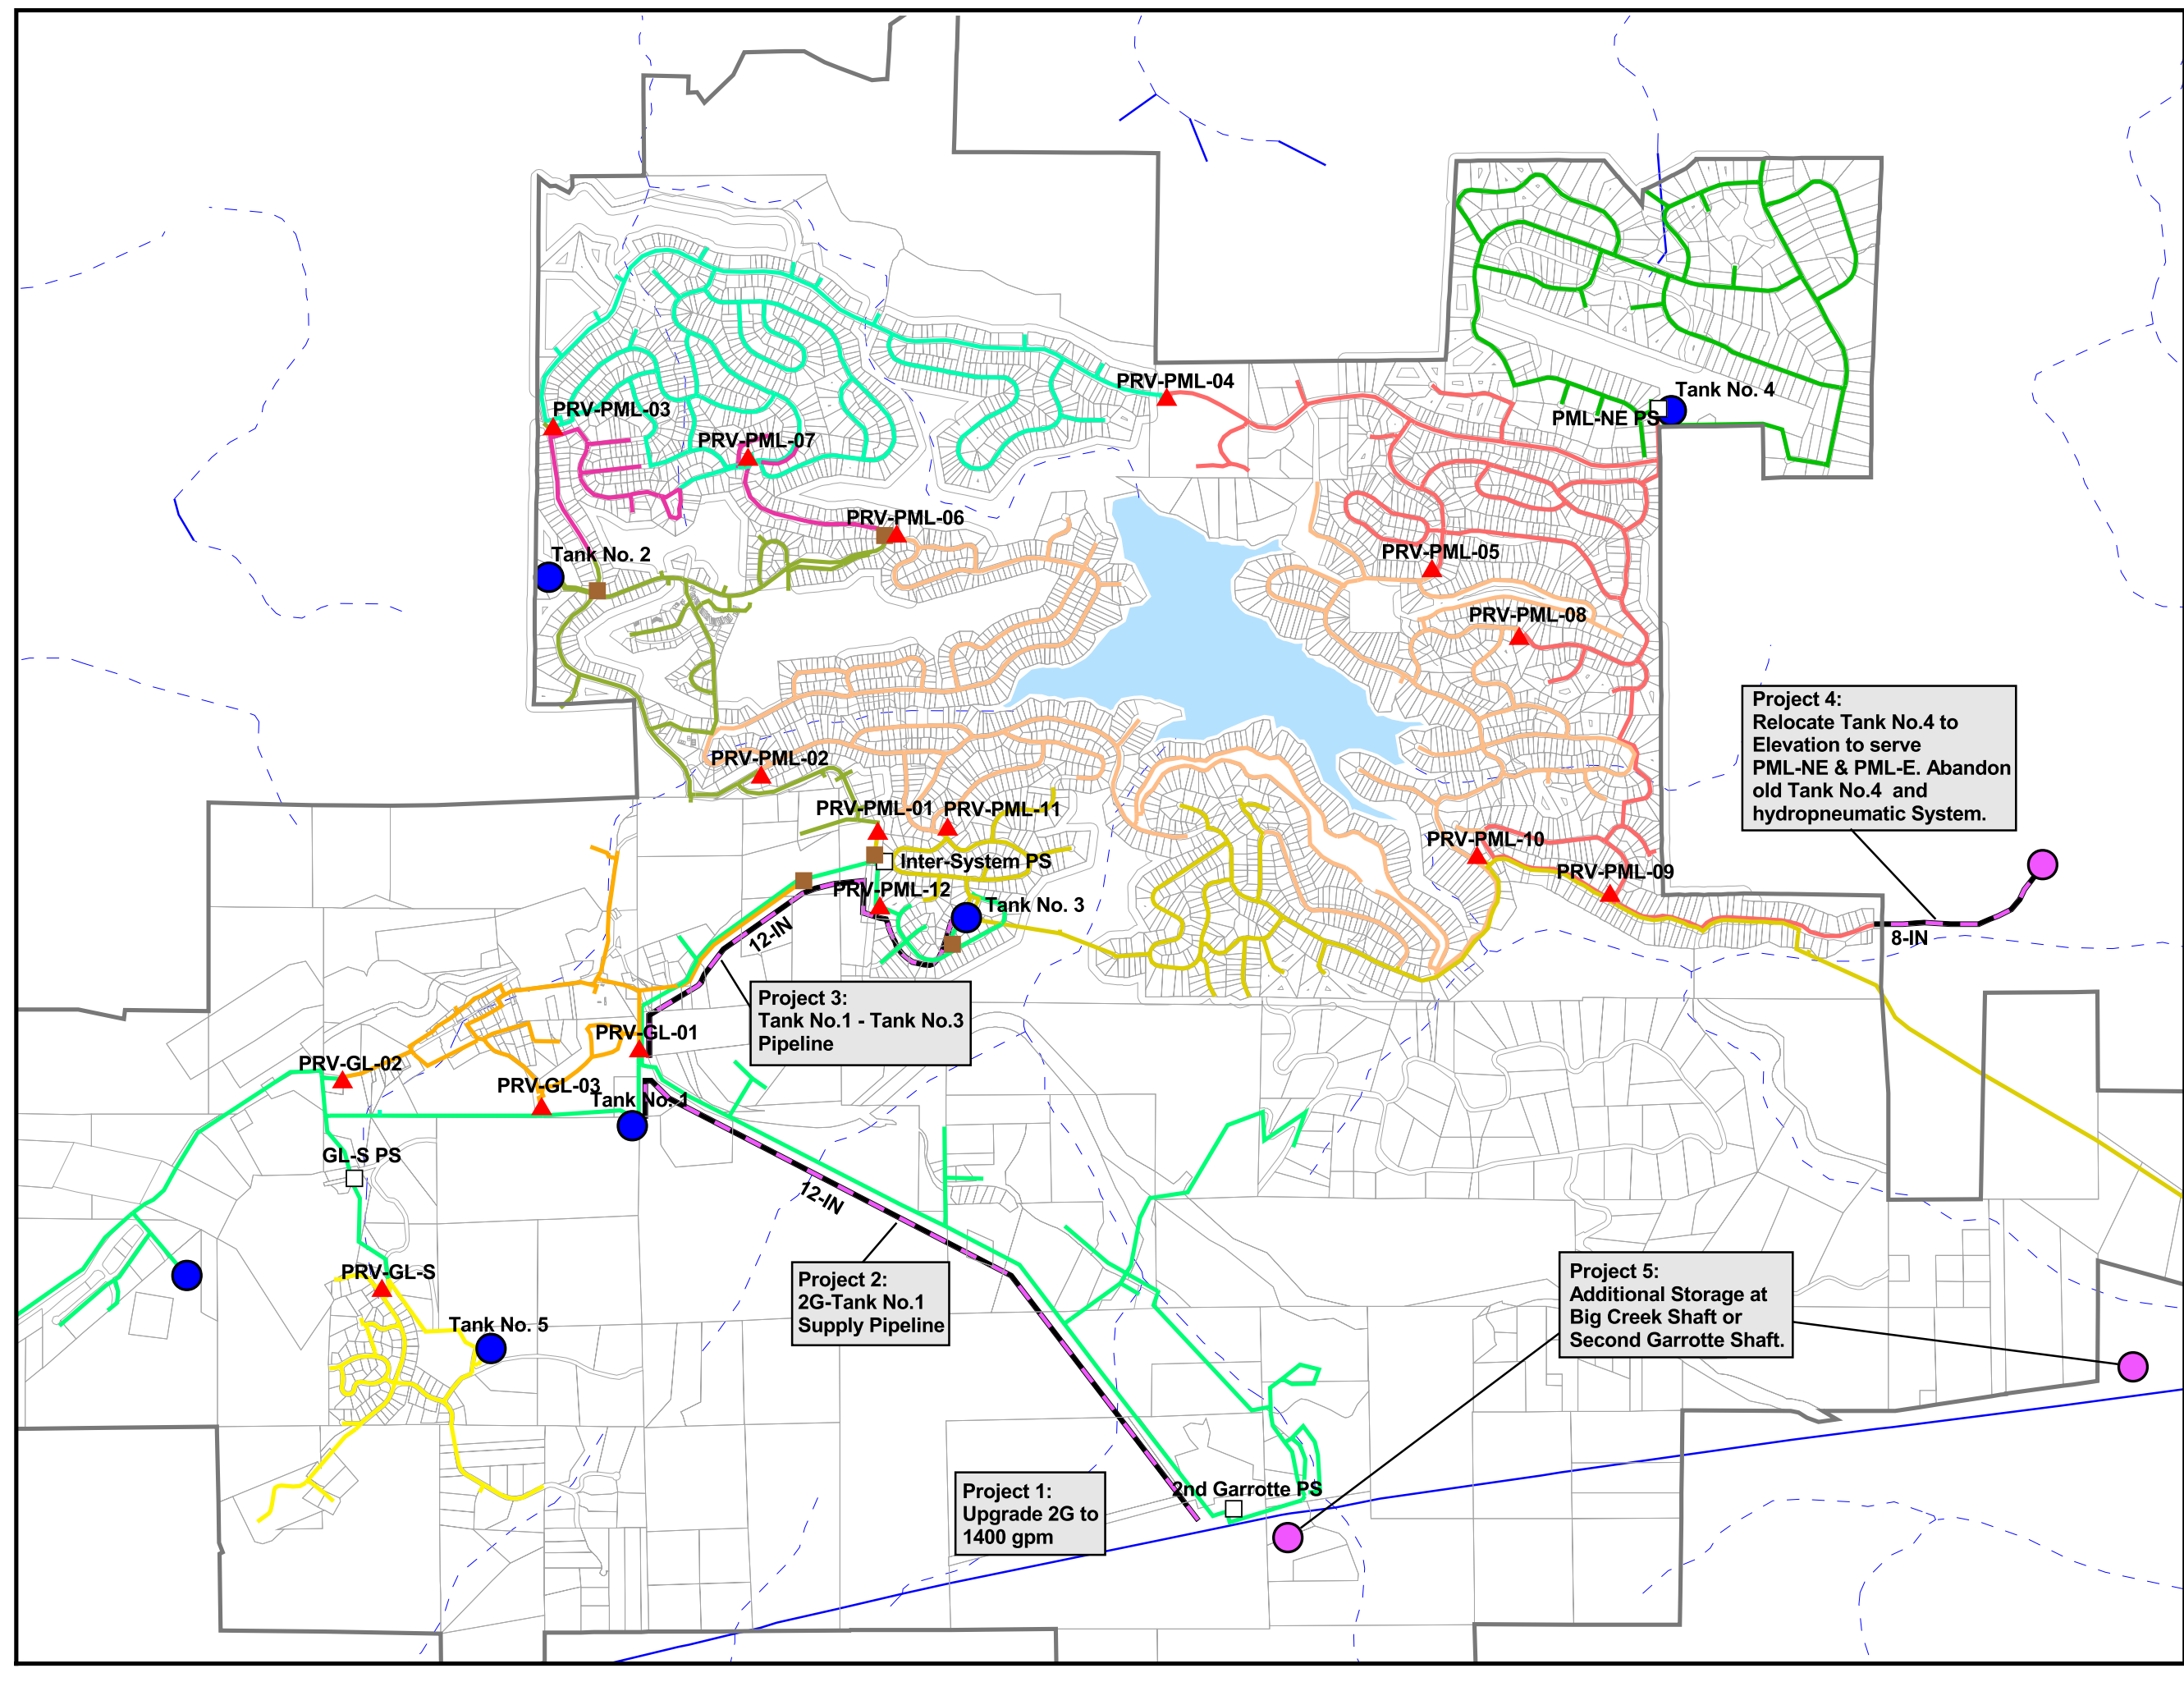 PRV-PML-04
Tank No. 4
PRV-PML-03
PML-NE PS
PRV-PML-07
PRV-PML-06
Tank No. 2
PRV-PML-05
PRV-PML-08
Project 4:
Relocate Tank No.4 to
Elevation to serve
PML-NE & PML-E. Abandon
old Tank No.4 and
hydropneumatic System.
PRV-PML-02
PRV-PML-01
PRV-PML-11
PRV-PML-10
Inter-System PS
PRV-PML-09
PRV-PML-12
Tank No. 3
12-IN
8-IN
Project 3:
Tank No.1 - Tank No.3
Pipeline
PRV-GL-01
PRV-GL-02
PRV-GL-03
Tank No. 1
GL-S PS
12-IN
PRV-GL-S
Project 2:
2G-Tank No.1
Supply Pipeline
Project 5:
Additional Storage at
Big Creek Shaft or
Second Garrotte Shaft.
Tank No. 5
2nd Garrotte PS
Project 1:
Upgrade 2G to
1400 gpm